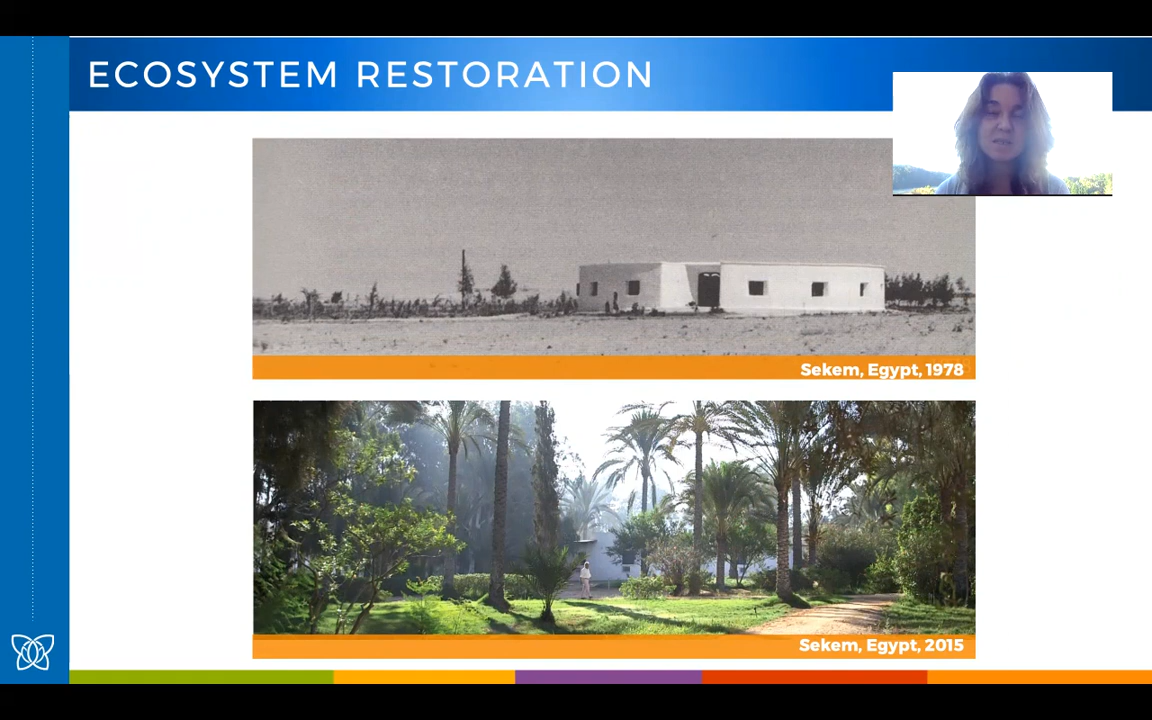 ECOSYSTEM RESTORATION
Sekem, Egypt, 1978
Sekem, Egypt, 2015